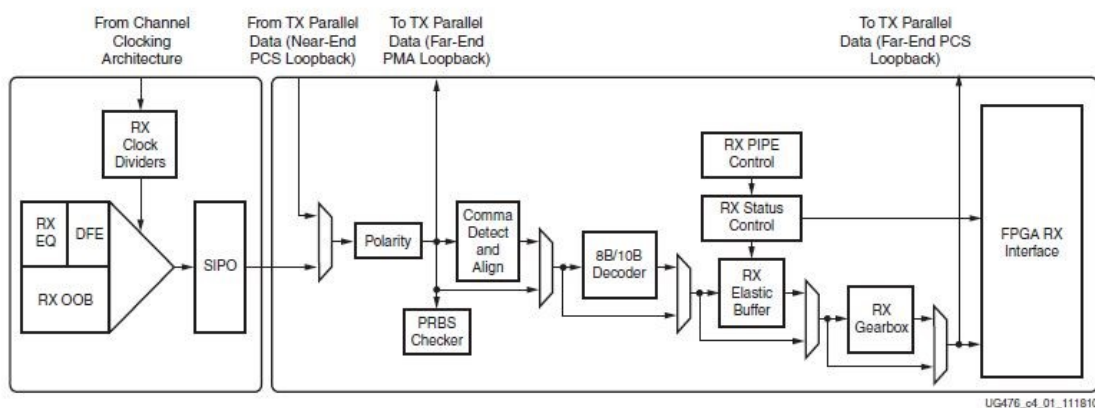 From Channel
Clocking
Architecture
From TX Parallel
Data (Near-End
PCS Loopback)
To TX Parallel
Data (Far-End
PMA Loopback)
To TX Parallel
Data (Far-End PCS
Loopback)
RX
Clock
Dividers
RX
EQ
DFE
RX OOB
SIPO
Polarity
PRBS
Checker
Comma
Detect
and
Align
8B/10B
Decoder
RX PIPE
Control
RX Status
Control
RX
Elastic
Buffer
RX
Gearbox
FPGA RX
Interface
UG476_c4_01_111810